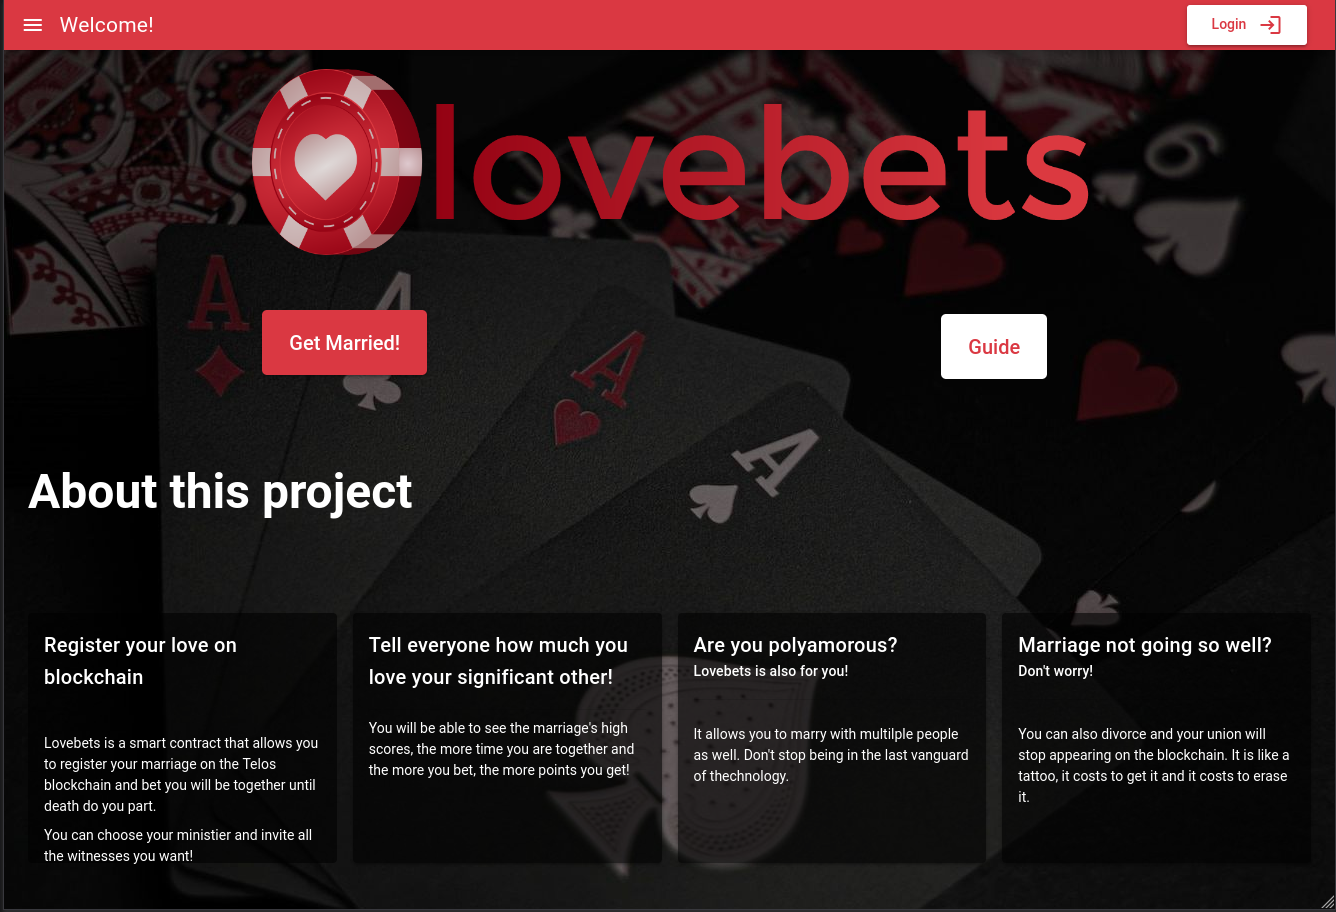 Welcome!
Login
lovebets
A
A
A
A
6
Get Married!
Guide
About this project
Register your love on
blockchain
Lovebets is a smart contract that allows you
to register your marriage on the Telos
blockchain and bet you will be together until
death do you part.
You can choose your ministier and invite all
the witnesses you want!
Tell everyone how much you
love your significant other!
You will be able to see the marriage's high
scores, the more time you are together and
the more you bet, the more points you get!
Are you polyamorous?
Lovebets is also for you!
It allows you to marry with multilple people
as well. Don't stop being in the last vanguard
of thechnology.
Marriage not going so well?
Don't worry!
You can also divorce and your union will
stop appearing on the blockchain. It is like a
tattoo, it costs to get it and it costs to erase
it.